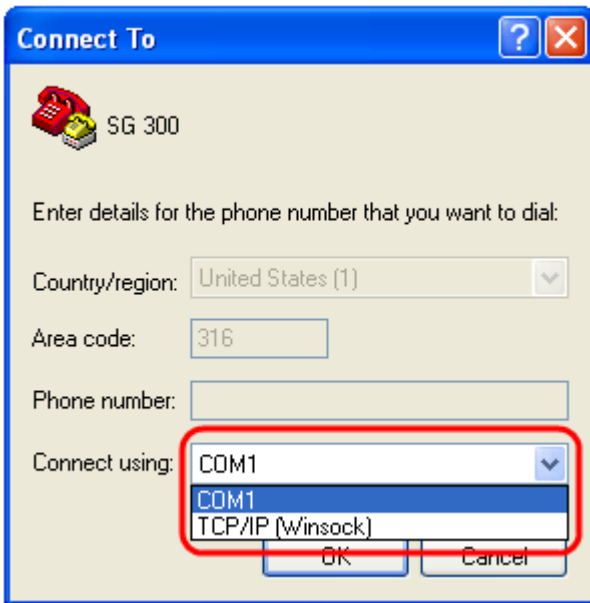 Connect To
SG 300
Enter details for the phone number that you want to dial:
Country/region: United States (1)
Area code: 316
Phone number:
Connect using: COM1
COM1
TCP/IP (Winsock)
OK Cancel